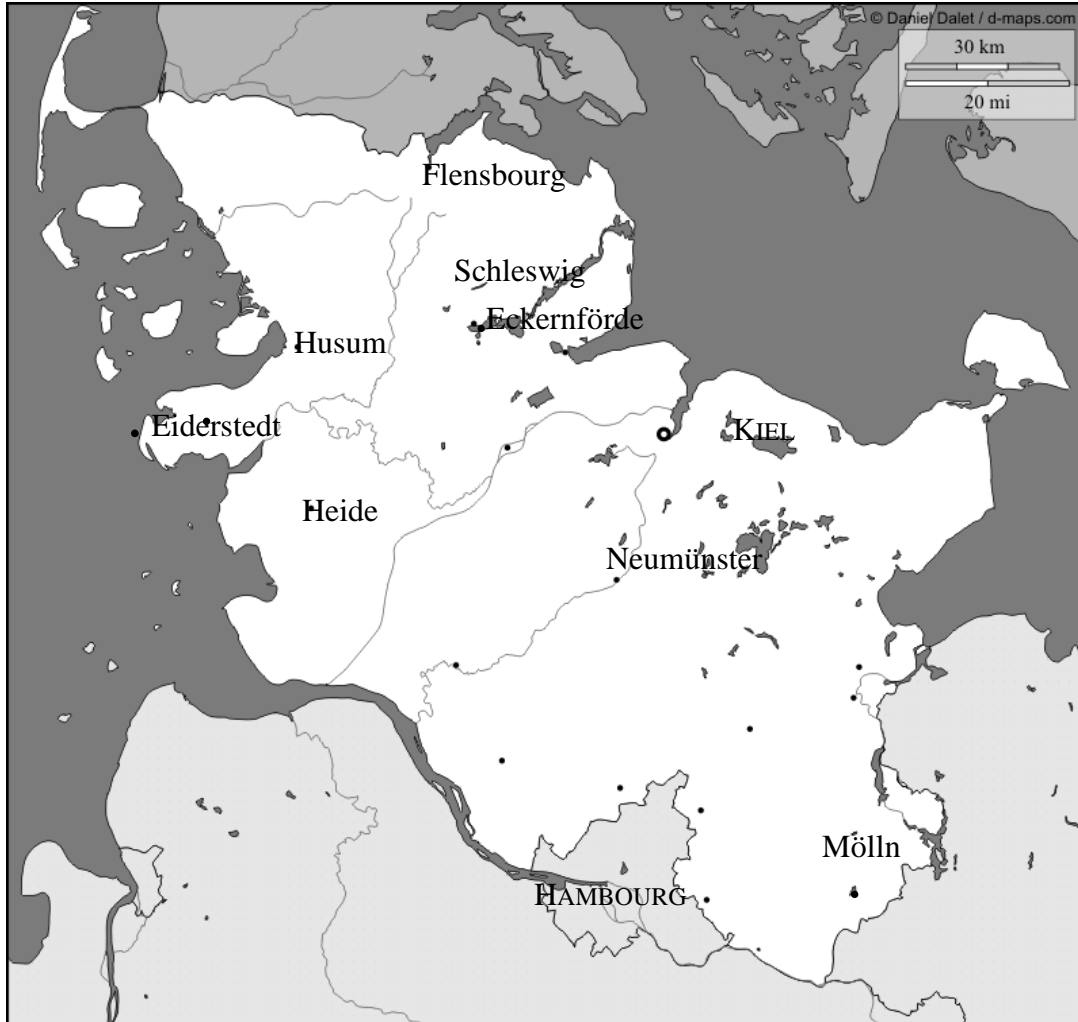 © Daniel Dalet / d-maps.com
30 km
20 mi
Flensbourg
Schleswig
Eckernförde
Husum
Eiderstedt
KIEL
Heide
Neumünster
Mölln
HAMBOURG